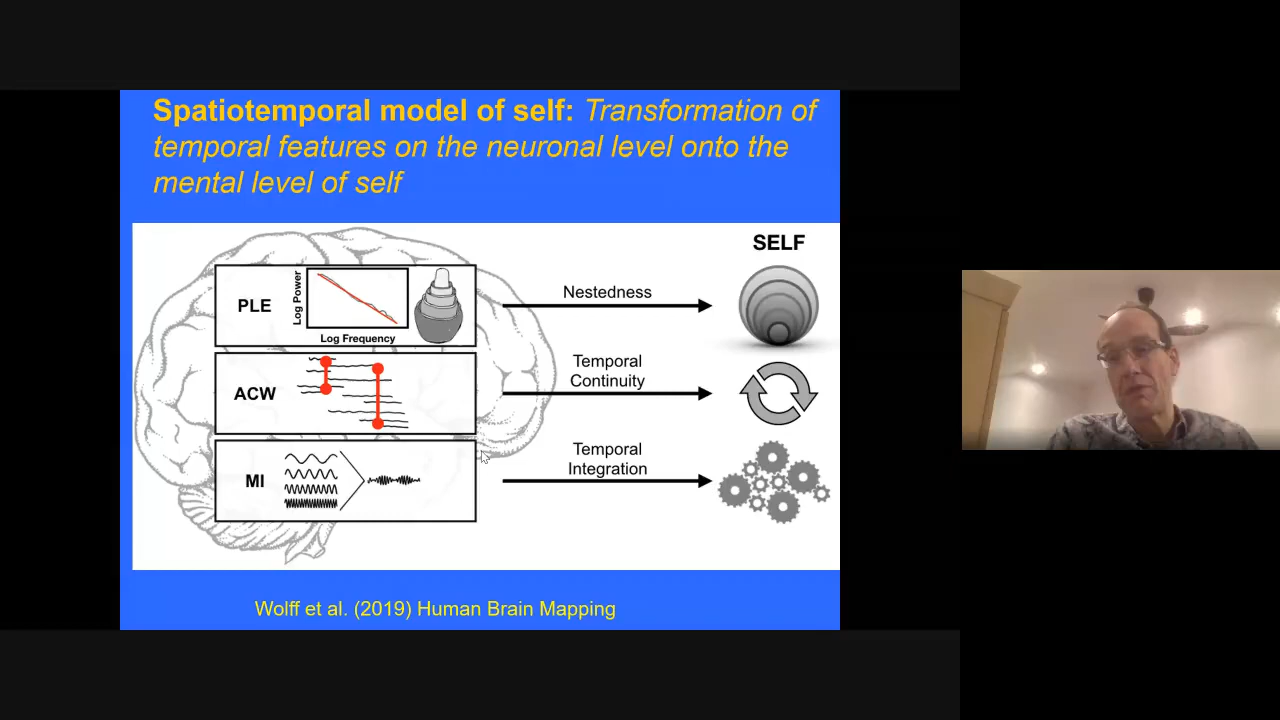 Spatiotemporal model of self: Transformation of
temporal features on the neuronal level onto the
mental level of self
SELF
PLE
Log Power
Log Frequency
Nestedness
ACW
Temporal
Continuity
MI
Temporal
Integration
Wolff et al. (2019) Human Brain Mapping